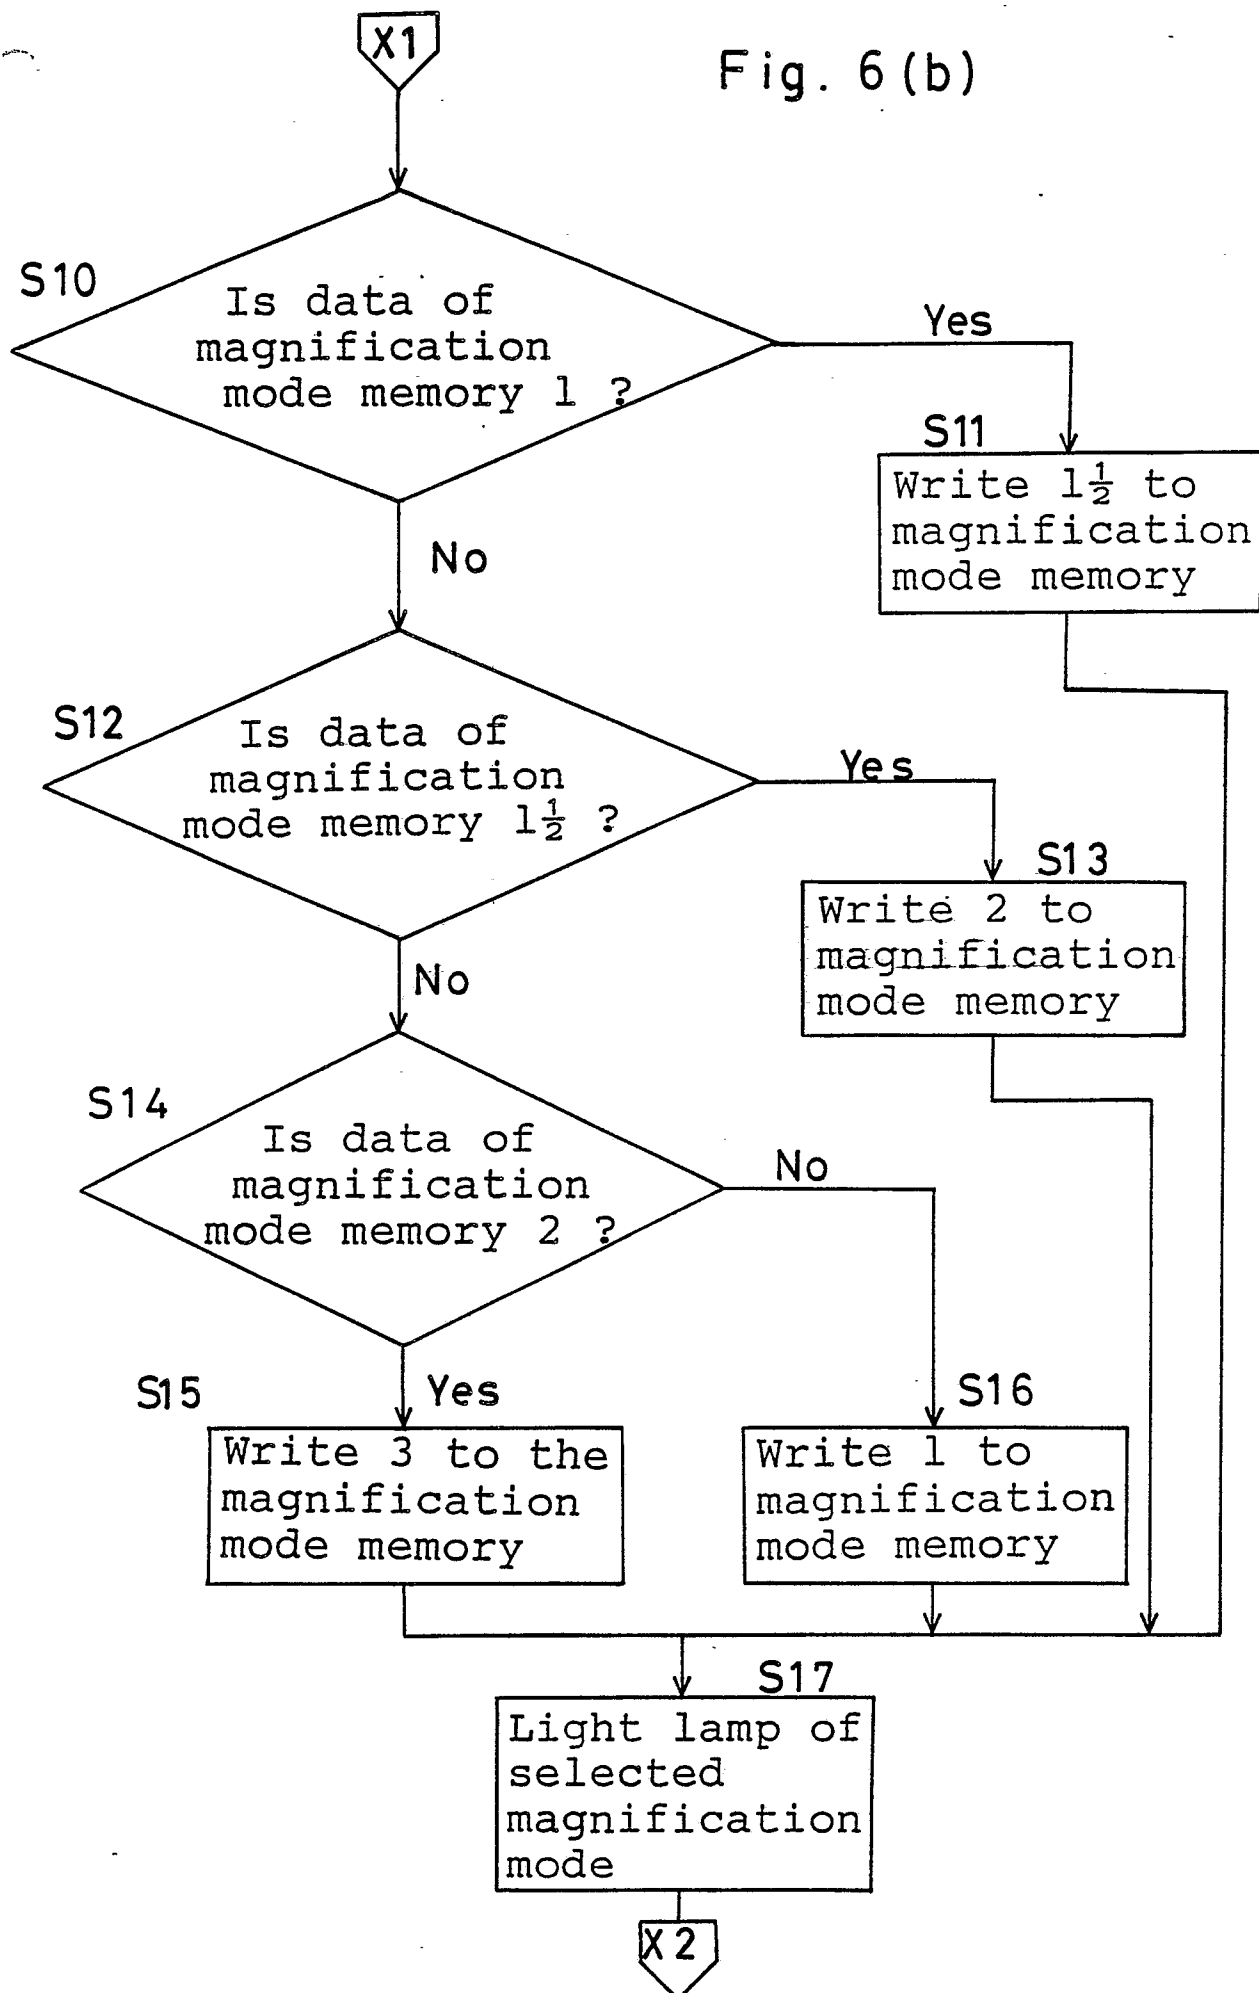 X1
Fig. 6 (b)
S10
Is data of
magnification
mode memory 1 ?
Yes
S11
Write 1½ to
magnification
mode memory
No
S12
Is data of
magnification
mode memory 1½ ?
Yes
S13
Write 2 to
magnification
mode memory
No
S14
Is data of
magnification
mode memory 2 ?
No
S15
Yes
S16
Write 3 to the
magnification
mode memory
Write 1 to
magnification
mode memory
S17
Light lamp of
selected
magnification
mode
X2